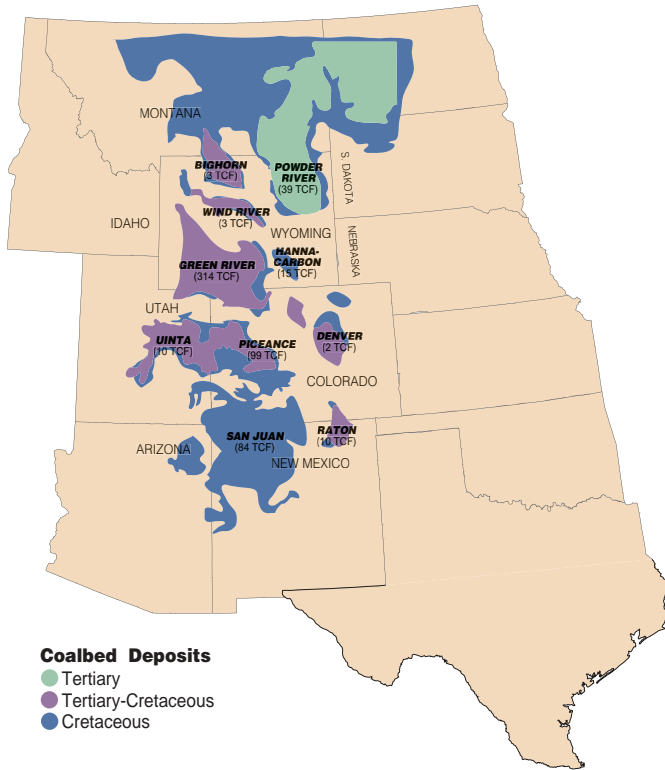 MONTANA
BIGHORN
(3 TCF)
POWDER
RIVER
(39 TCF)
S. DAKOTA
WIND RIVER
(3 TCF)
IDAHO
WYOMING
NEBRASKA
HANNA-
CARBON
(15 TCF)
GREEN RIVER
(314 TCF)
UTAH
UINTA
(10 TCF)
PICEANCE
(99 TCF)
DENVER
(2 TCF)
COLORADO
SAN JUAN
(84 TCF)
RATON
(10 TCF)
ARIZONA
NEW MEXICO
Coalbed Deposits
Tertiary
Tertiary-Cretaceous
Cretaceous